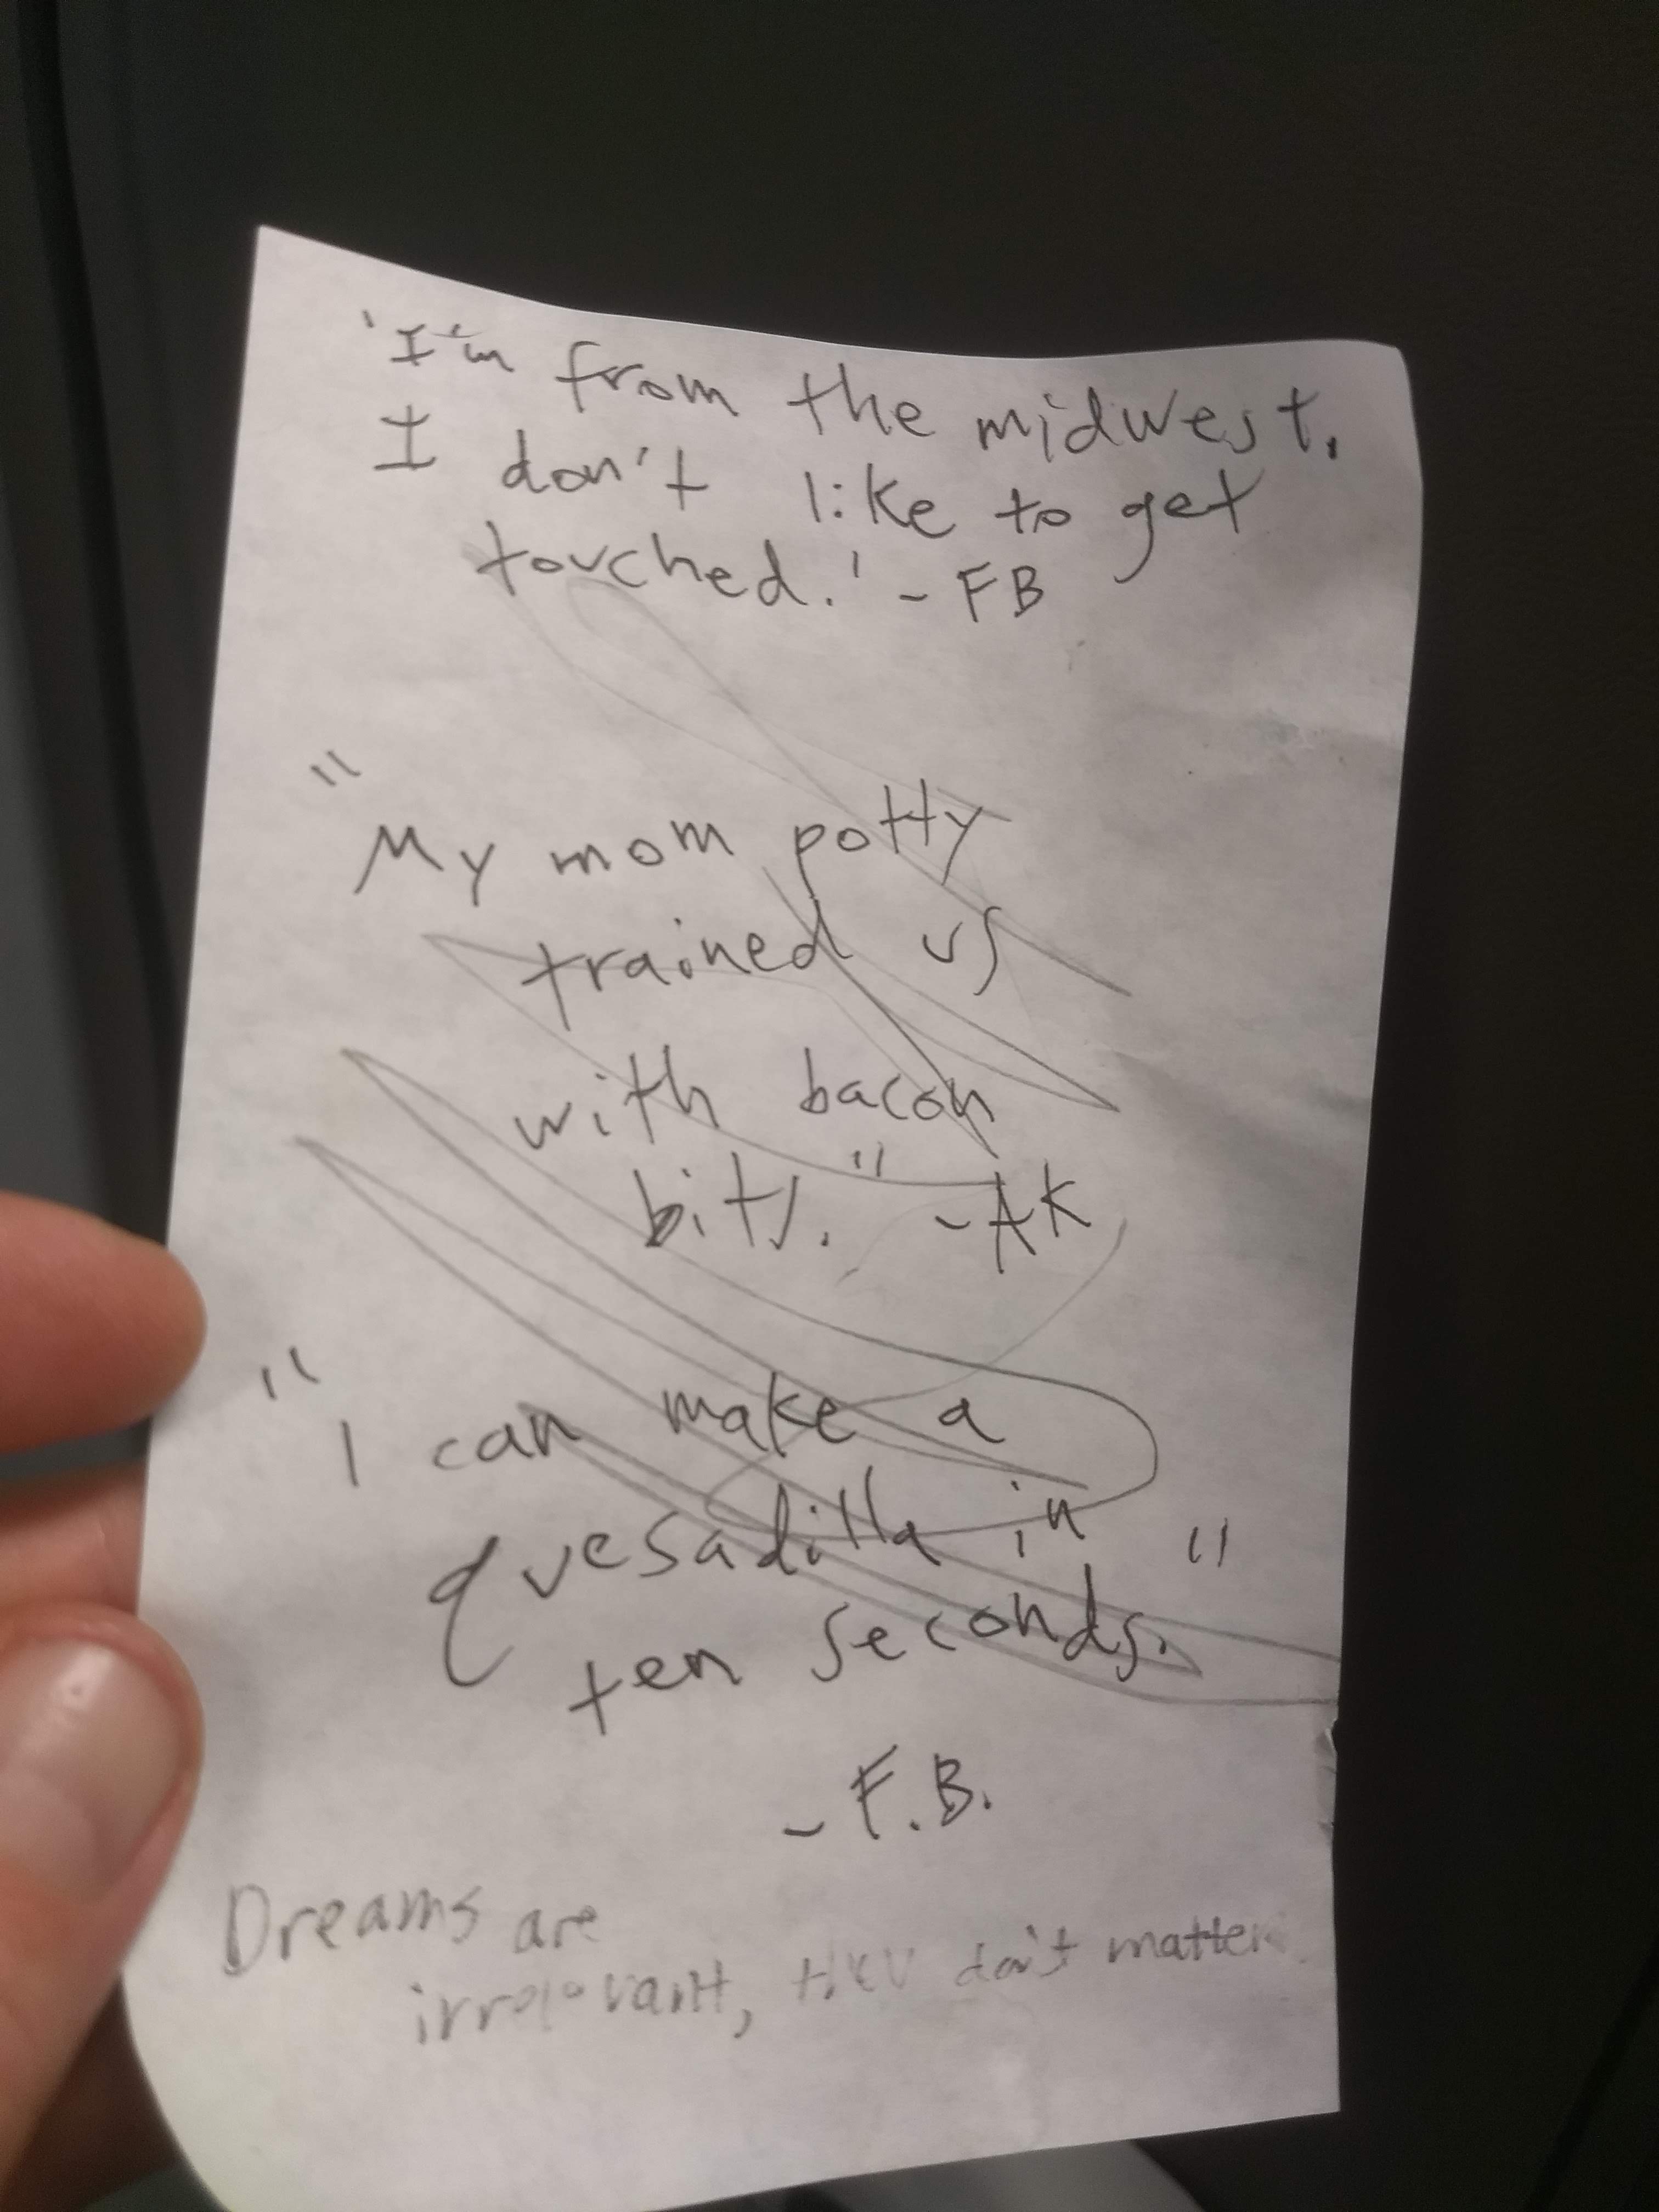 'I'm from the midwest.
I don't like to get
touched.' - FB
"My mom potty
trained us
with bacon
bits." - AK
"I can make a
quesadilla in
ten seconds."
- F.B.
Dreams are
irrelevant, they don't matter.